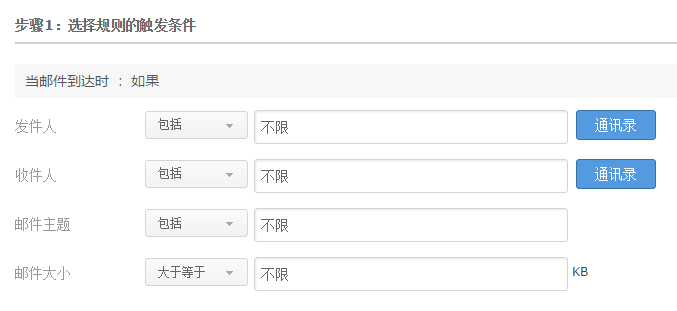 步骤1：选择规则的触发条件
当邮件到达时 ： 如果
发件人 包括 不限 通讯录
收件人 包括 不限 通讯录
邮件主题 包括 不限
邮件大小 大于等于 不限 KB